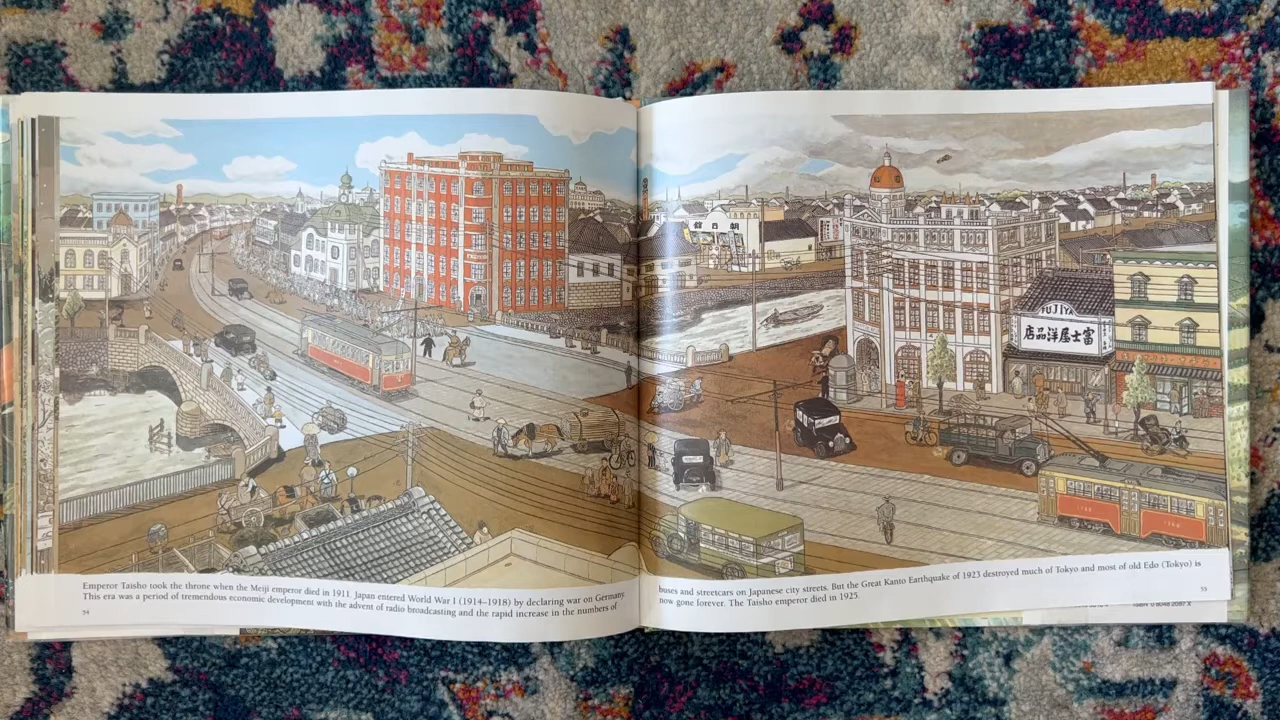 FUJIYA
富士屋洋品店
Emperor Taisho took the throne when the Meiji emperor died in 1911. Japan entered World War I (1914–1918) by declaring war on Germany.
This era was a period of tremendous economic development with the advent of radio broadcasting and the rapid increase in the numbers of
54
buses and streetcars on Japanese city streets. But the Great Kanto Earthquake of 1923 destroyed much of Tokyo and most of old Edo (Tokyo) is
now gone forever. The Taisho emperor died in 1925.
55